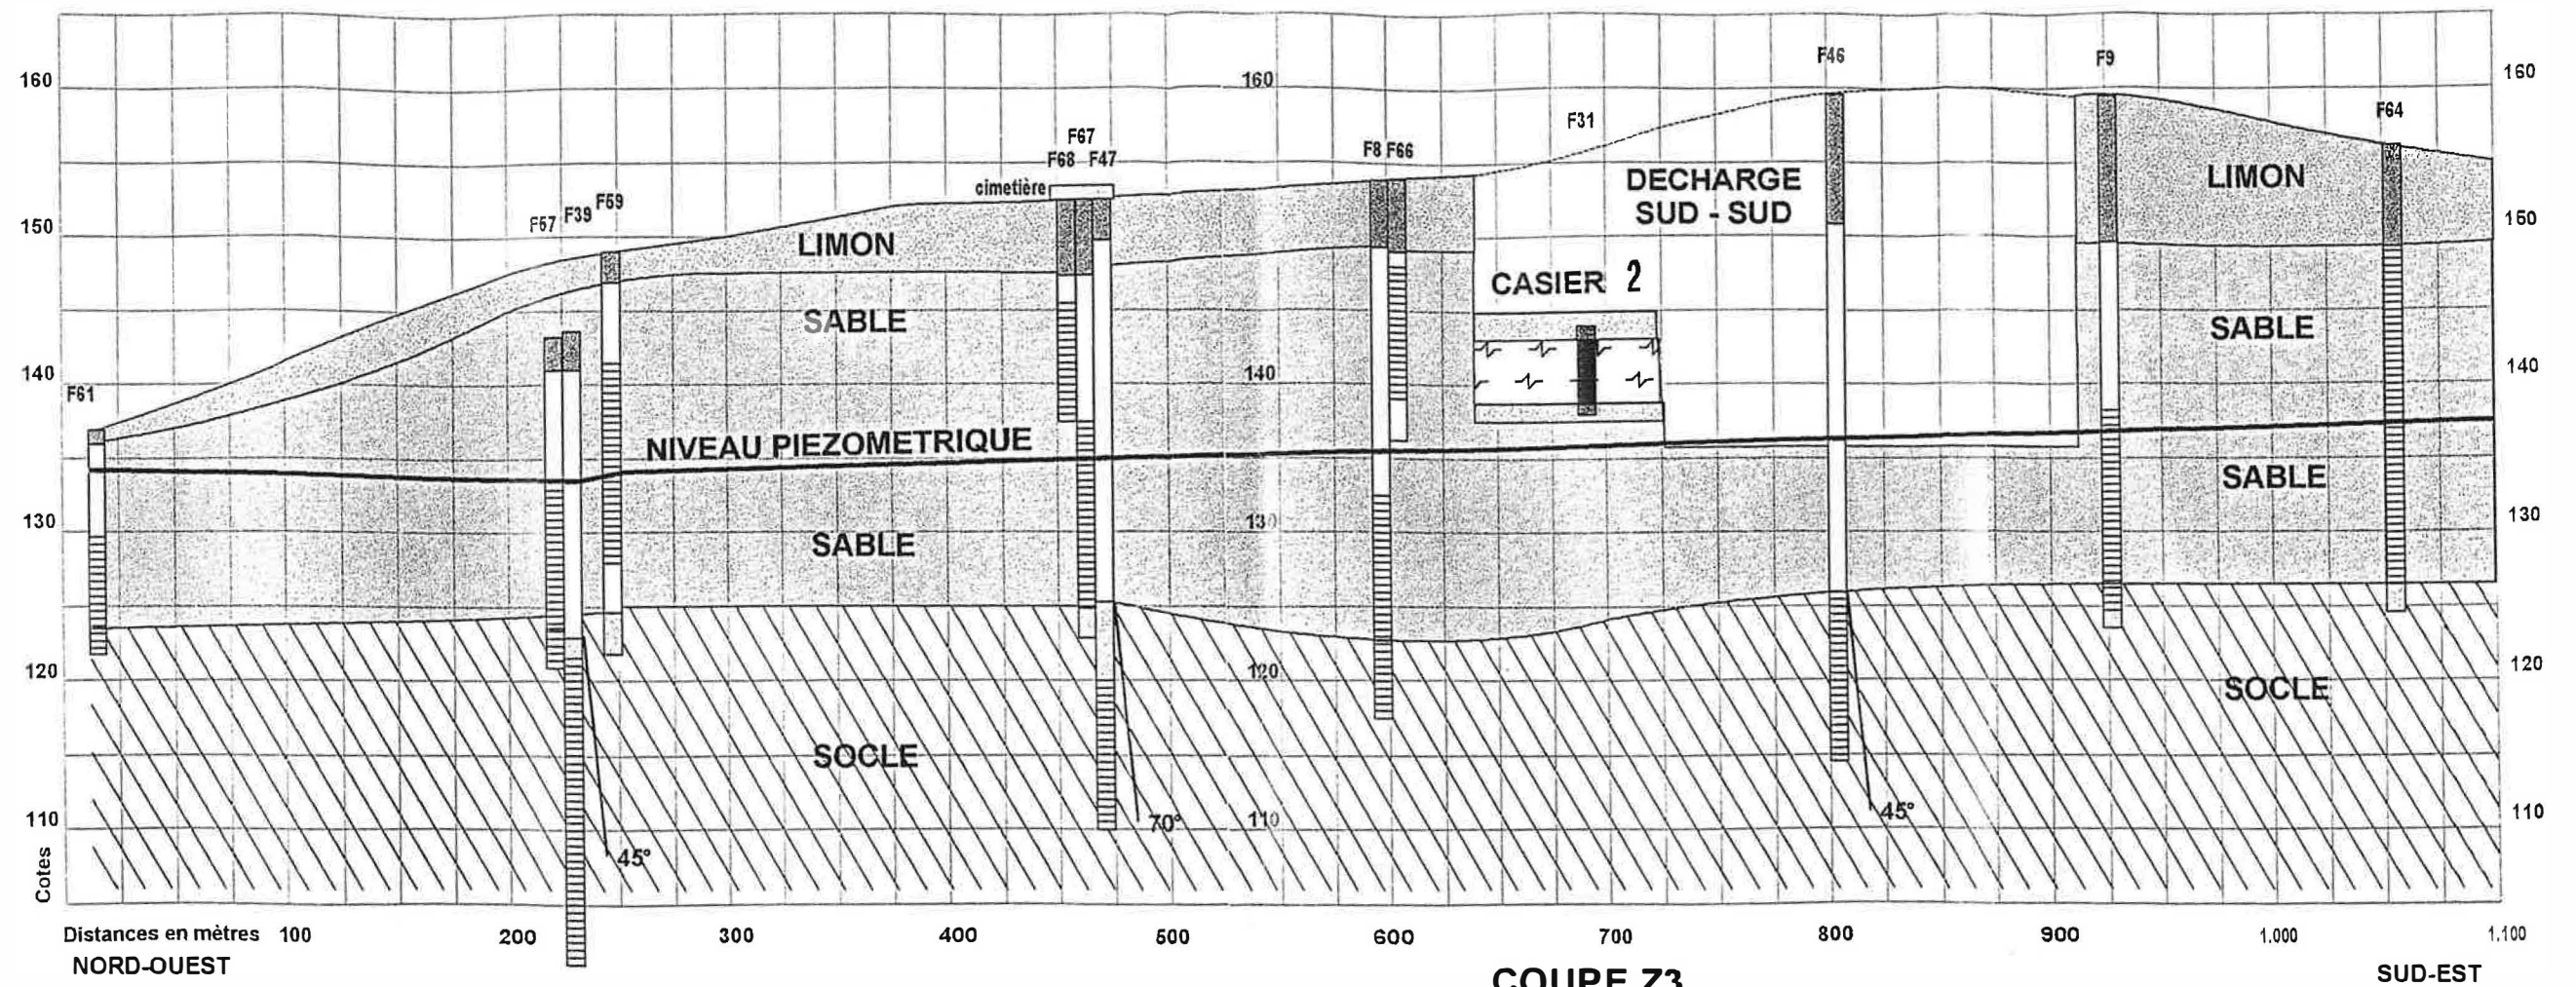 160
160
160
F46
F9
F64
F31
F67
F68
F47
F8 F66
cimetière
DECHARGE
SUD - SUD
LIMON
150
150
F57
F39
F59
LIMON
CASIER 2
SABLE
SABLE
140
140
140
F61
NIVEAU PIEZOMETRIQUE
SABLE
130
130
130
SABLE
120
120
120
SOCLE
SOCLE
110
110
110
70°
45°
45°
Cotes
Distances en mètres 100 200 300 400 500 600 700 800 900 1.000 1.100
NORD-OUEST
COUPE Z3
SUD-EST